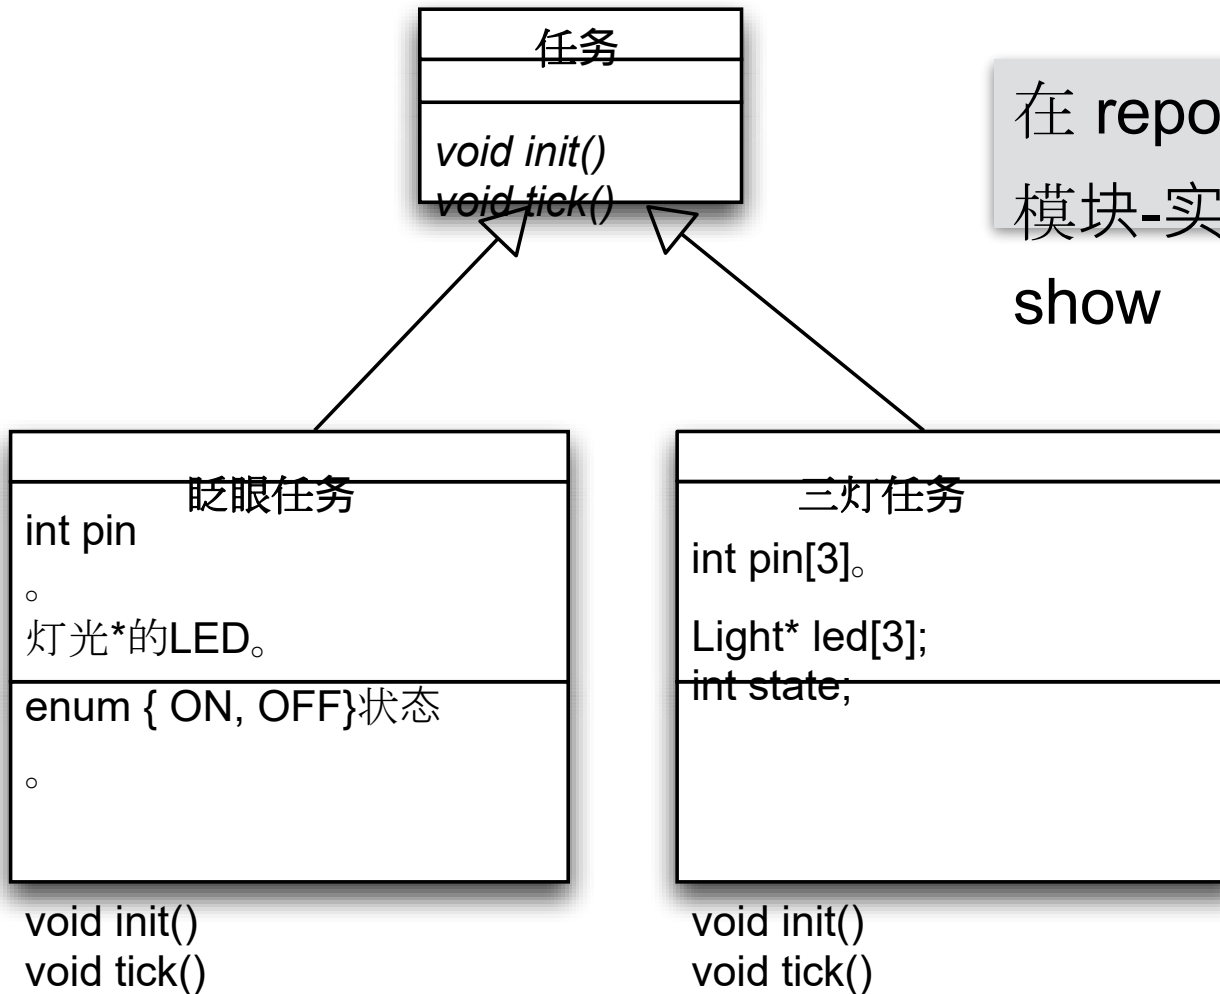 任务
void init()
void tick()
在 repo
模块-实
show
眨眼任务
int pin
。
灯光*的LED。
enum { ON, OFF}状态
。
void init()
void tick()
三灯任务
int pin[3]。
Light* led[3];
int state;
void init()
void tick()